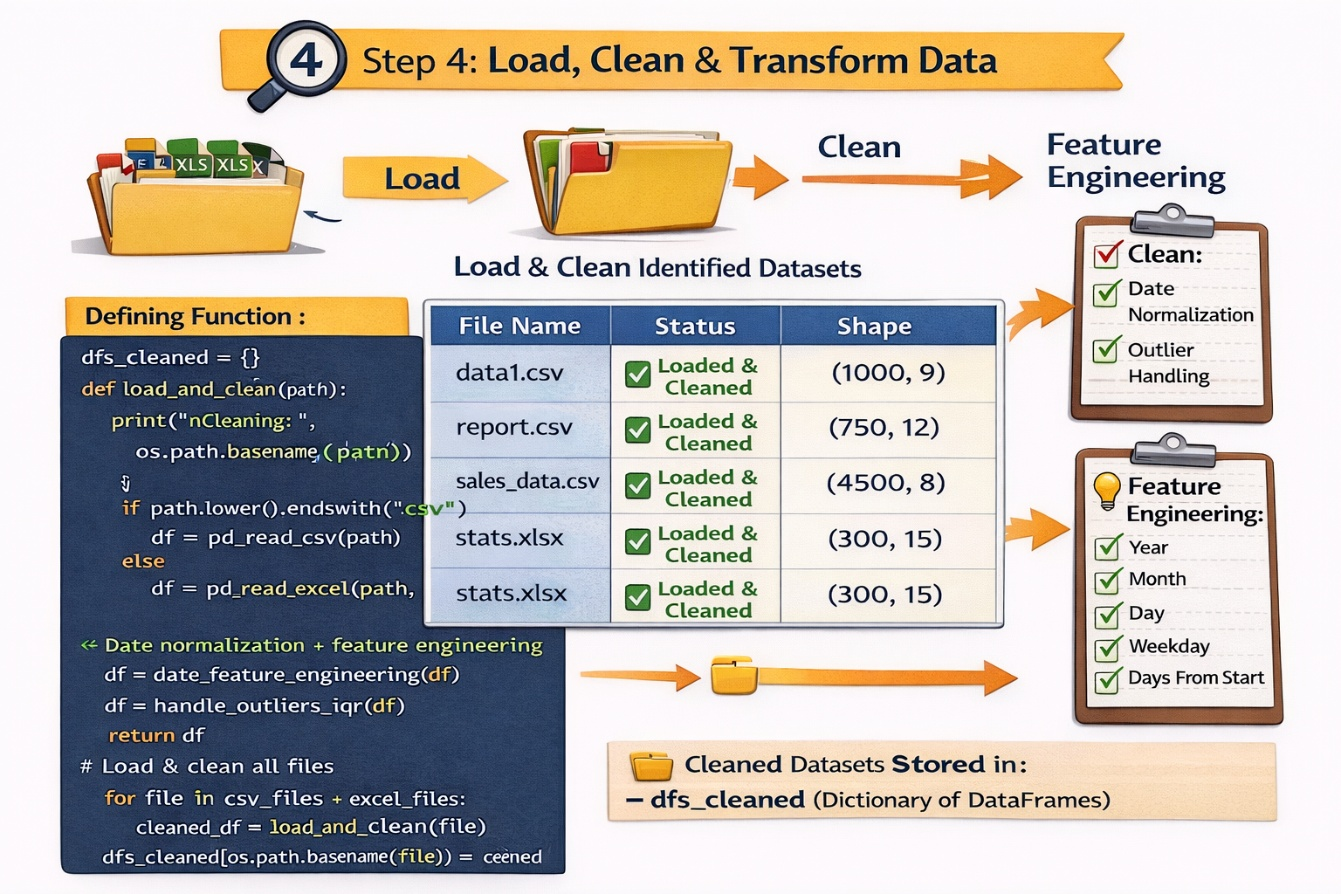 4
Step 4: Load, Clean & Transform Data
XLS XLS X
Load
Clean
Feature
Engineering
Load & Clean Identified Datasets
Defining Function :
dfs_cleaned = {}
def load_and_clean(path):
print("nCleaning: ",
os.path.basename,(patn))
if path.lower().endswith(".csv")
df = pd_read_csv(path)
else
df = pd_read_excel(path,
Date normalization + feature engineering
df = date_feature_engineering(df)
df = handle_outliers_iqr(df)
return df
# Load & clean all files
for file in csv_files + excel_files:
cleaned_df = load_and_clean(file)
dfs_cleaned[os.path.basename(file)) = ceened
File Name Status Shape
data1.csv Loaded & Cleaned (1000, 9)
report.csv Loaded & Cleaned (750, 12)
sales_data.csv Loaded & Cleaned (4500, 8)
stats.xlsx Loaded & Cleaned (300, 15)
stats.xlsx Loaded & Cleaned (300, 15)
Clean:
Date
Normalization
Outlier
Handling
Feature
Engineering:
Year
Month
Day
Weekday
Days From Start
Cleaned Datasets Stored in:
– dfs_cleaned (Dictionary of DataFrames)